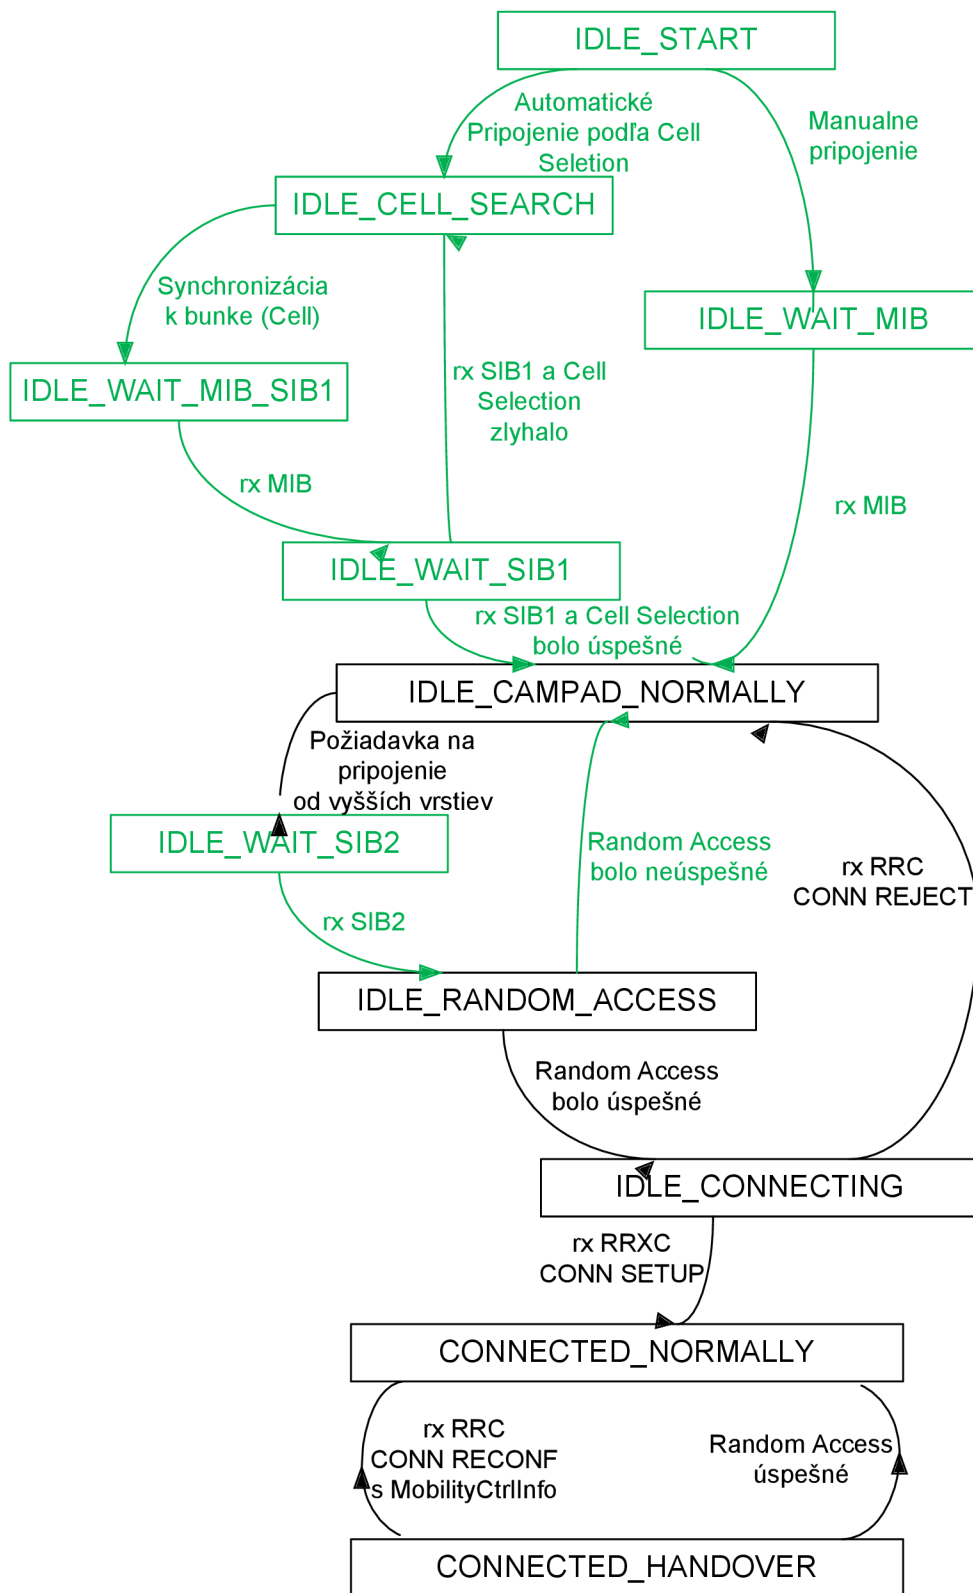 IDLE_START
Automatické
Pripojenie podľa Cell
Seletion
Manualne
pripojenie
IDLE_CELL_SEARCH
Synchronizácia
k bunke (Cell)
IDLE_WAIT_MIB
IDLE_WAIT_MIB_SIB1
rx SIB1 a Cell
Selection
zlyhalo
rx MIB
rx MIB
IDLE_WAIT_SIB1
rx SIB1 a Cell Selection
bolo úspešné
IDLE_CAMPAD_NORMALLY
Požiadavka na
pripojenie
od vyšších vrstiev
IDLE_WAIT_SIB2
Random Access
bolo neúspešné
rx RRC
CONN REJECT
rx SIB2
IDLE_RANDOM_ACCESS
Random Access
bolo úspešné
IDLE_CONNECTING
rx RRXC
CONN SETUP
CONNECTED_NORMALLY
rx RRC
CONN RECONF
s MobilityCtrlInfo
Random Access
úspešné
CONNECTED_HANDOVER